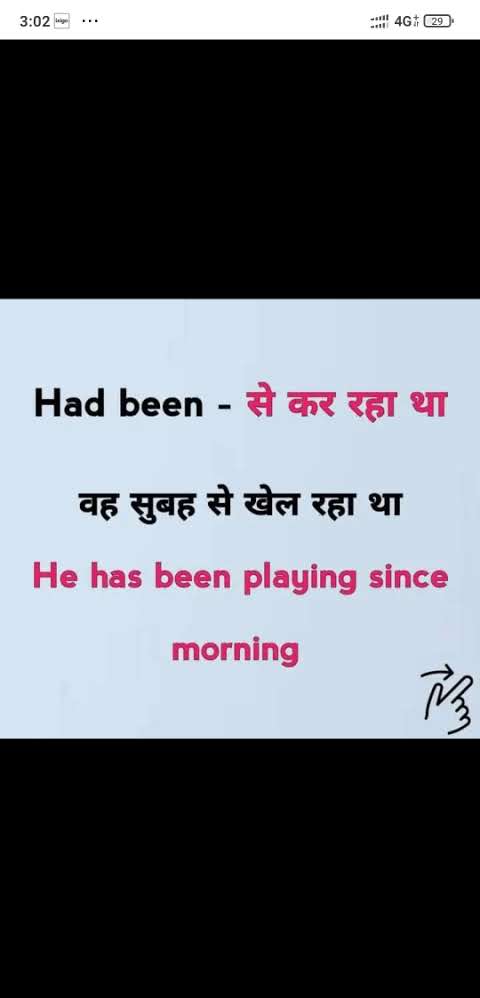 3:02 ... 4G 29
Had been - से कर रहा था
वह सुबह से खेल रहा था
He has been playing since
morning